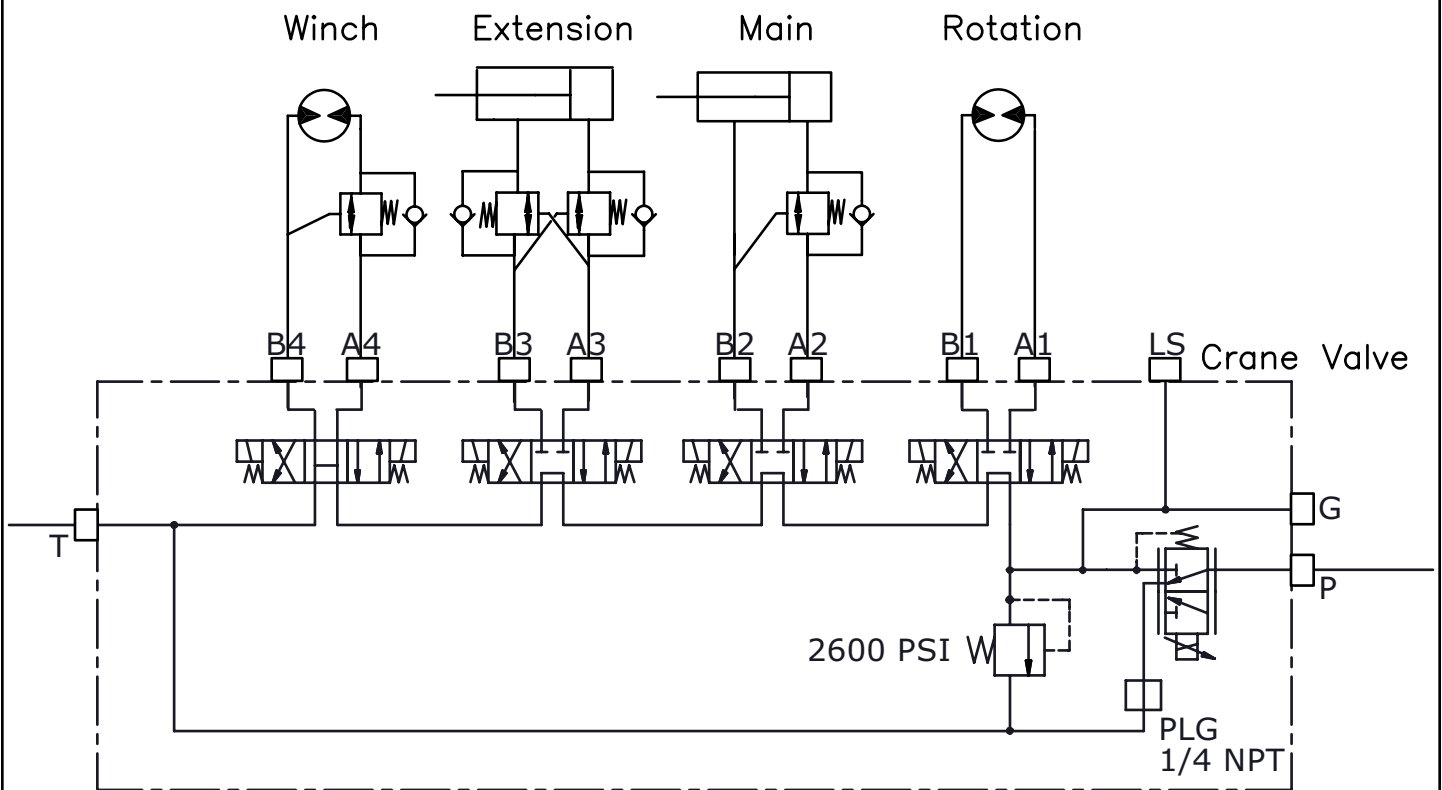 Winch Extension Main Rotation
B4 A4 B3 A3 B2 A2 B1 A1 LS
Crane Valve
T
G
P
2600 PSI
PLG
1/4 NPT